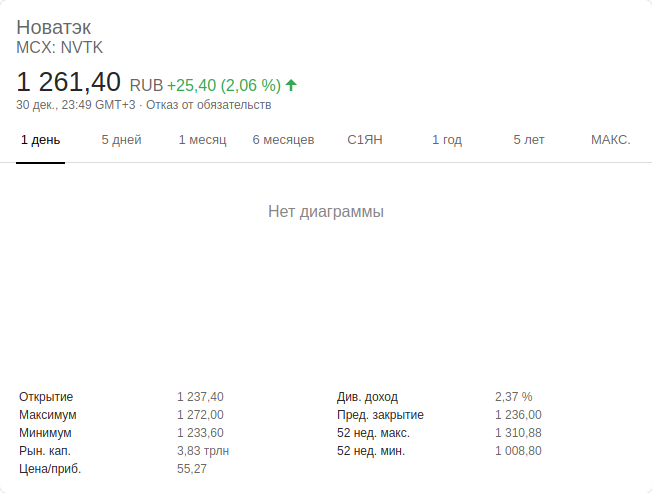 Новатэк
MCX: NVTK
1 261,40 RUB +25,40 (2,06 %)
30 дек., 23:49 GMT+3 · Отказ от обязательств
1 день 5 дней 1 месяц 6 месяцев С1ЯН 1 год 5 лет МАКС.
Нет диаграммы
Открытие 1 237,40 Див. доход 2,37 %
Максимум 1 272,00 Пред. закрытие 1 236,00
Минимум 1 233,60 52 нед. макс. 1 310,88
Рын. кап. 3,83 трлн 52 нед. мин. 1 008,80
Цена/приб. 55,27